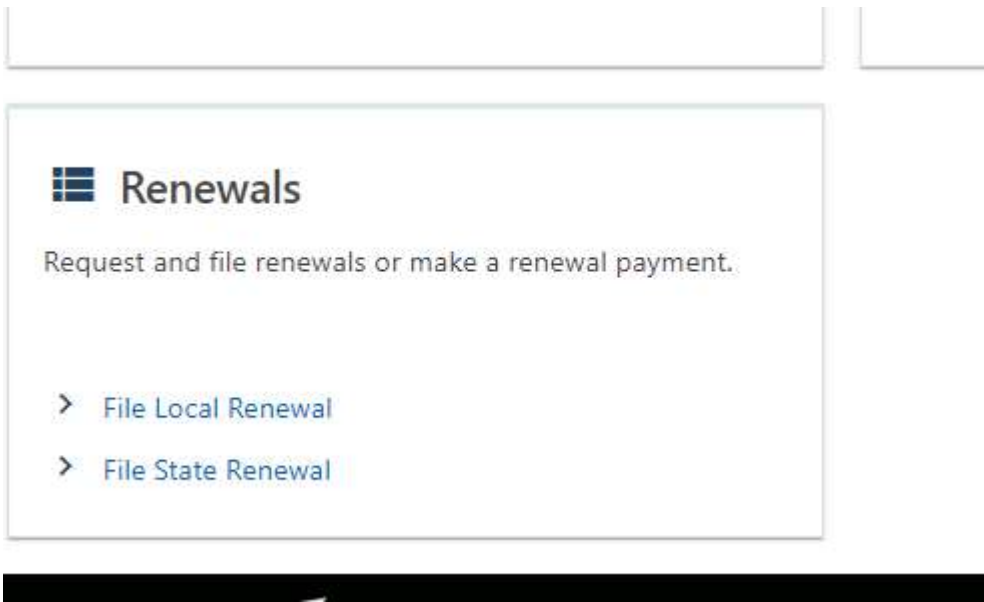 Renewals
Request and file renewals or make a renewal payment.
File Local Renewal
File State Renewal